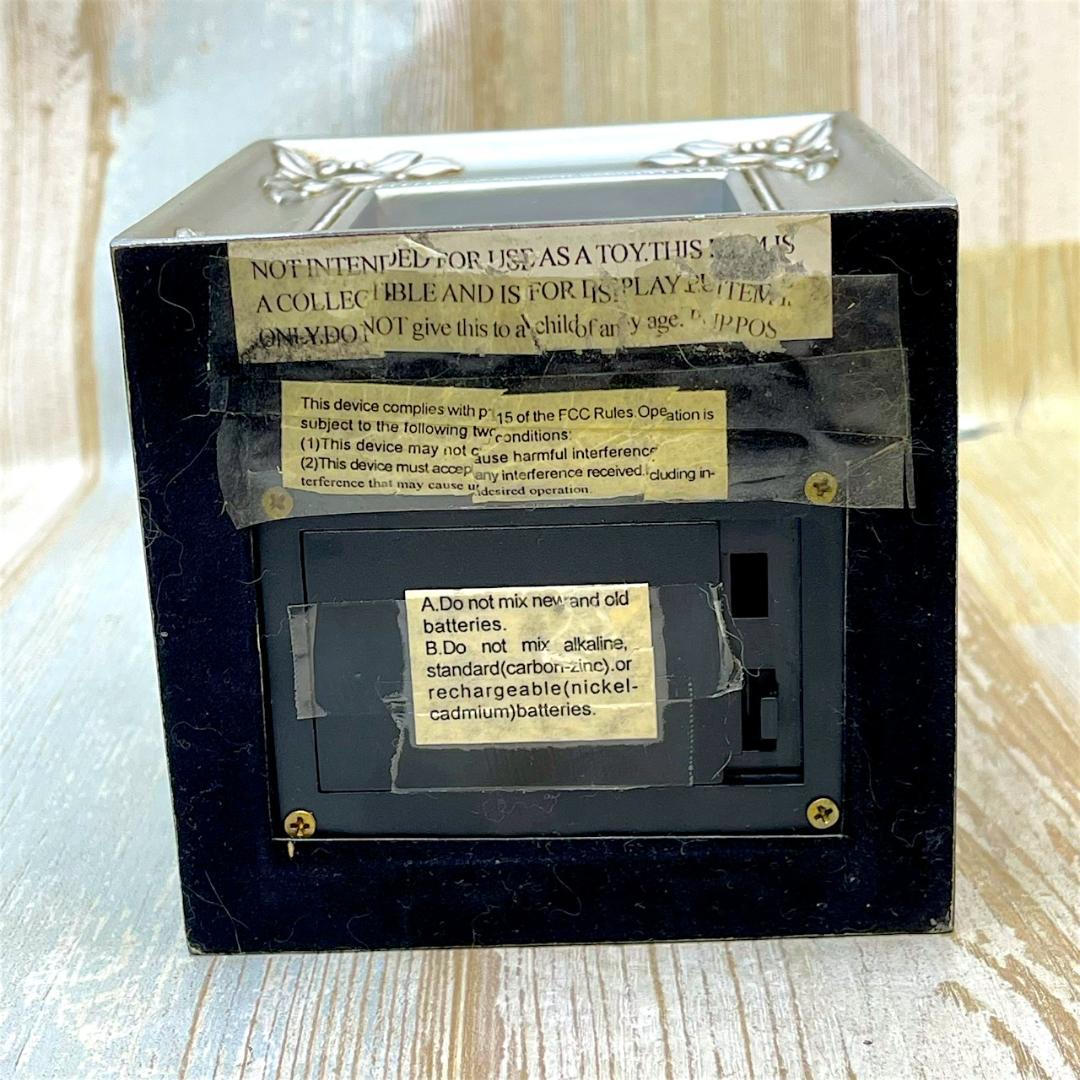 NOT INTENDED FOR USE AS A TOY.THIS IS
A COLLECTIBLE AND IS FOR DISPLAY
ONLY.DO NOT give this to a child of any age.
This device complies with 15 of the FCC Rules.Opeation is
subject to the following two conditions:
(1)This device may not cause harmful interference
(2)This device must accep any interference received. cluding in-
terference that may cause undesired operation.
A.Do not mix new and old
batteries.
B.Do not mix alkaline,
standard(carbon-zinc).or
rechargeable(nickel-
cadmium)batteries.